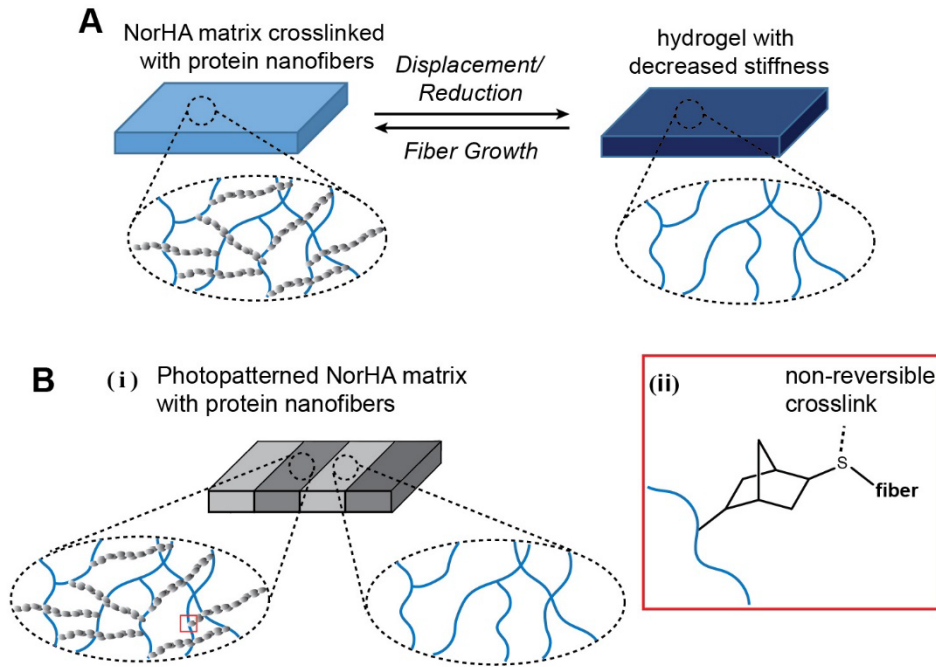 A
NorHA matrix crosslinked
with protein nanofibers
Displacement/
Reduction
Fiber Growth
hydrogel with
decreased stiffness
B
(i) Photopatterned NorHA matrix
with protein nanofibers
(ii)
non-reversible
crosslink
S
fiber